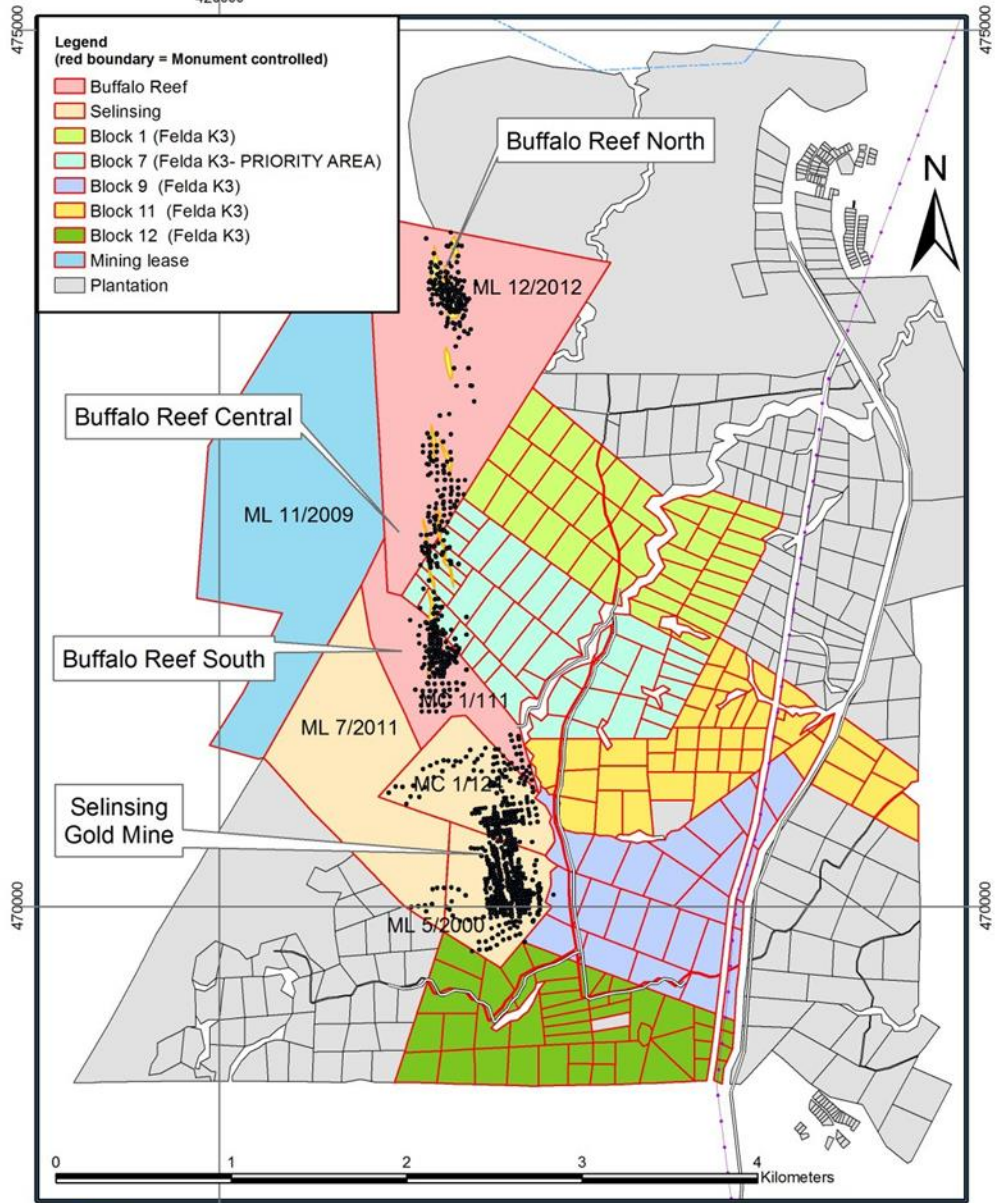 475000
475000
Legend
(red boundary = Monument controlled)
Buffalo Reef
Selinsing
Block 1 (Felda K3)
Block 7 (Felda K3- PRIORITY AREA)
Block 9 (Felda K3)
Block 11 (Felda K3)
Block 12 (Felda K3)
Mining lease
Plantation
Buffalo Reef North
N
ML 12/2012
Buffalo Reef Central
ML 11/2009
Buffalo Reef South
MC 1/111
ML 7/2011
MC 1/124
Selinsing
Gold Mine
470000
470000
ML 5/2000
0 1 2 3 4
Kilometers